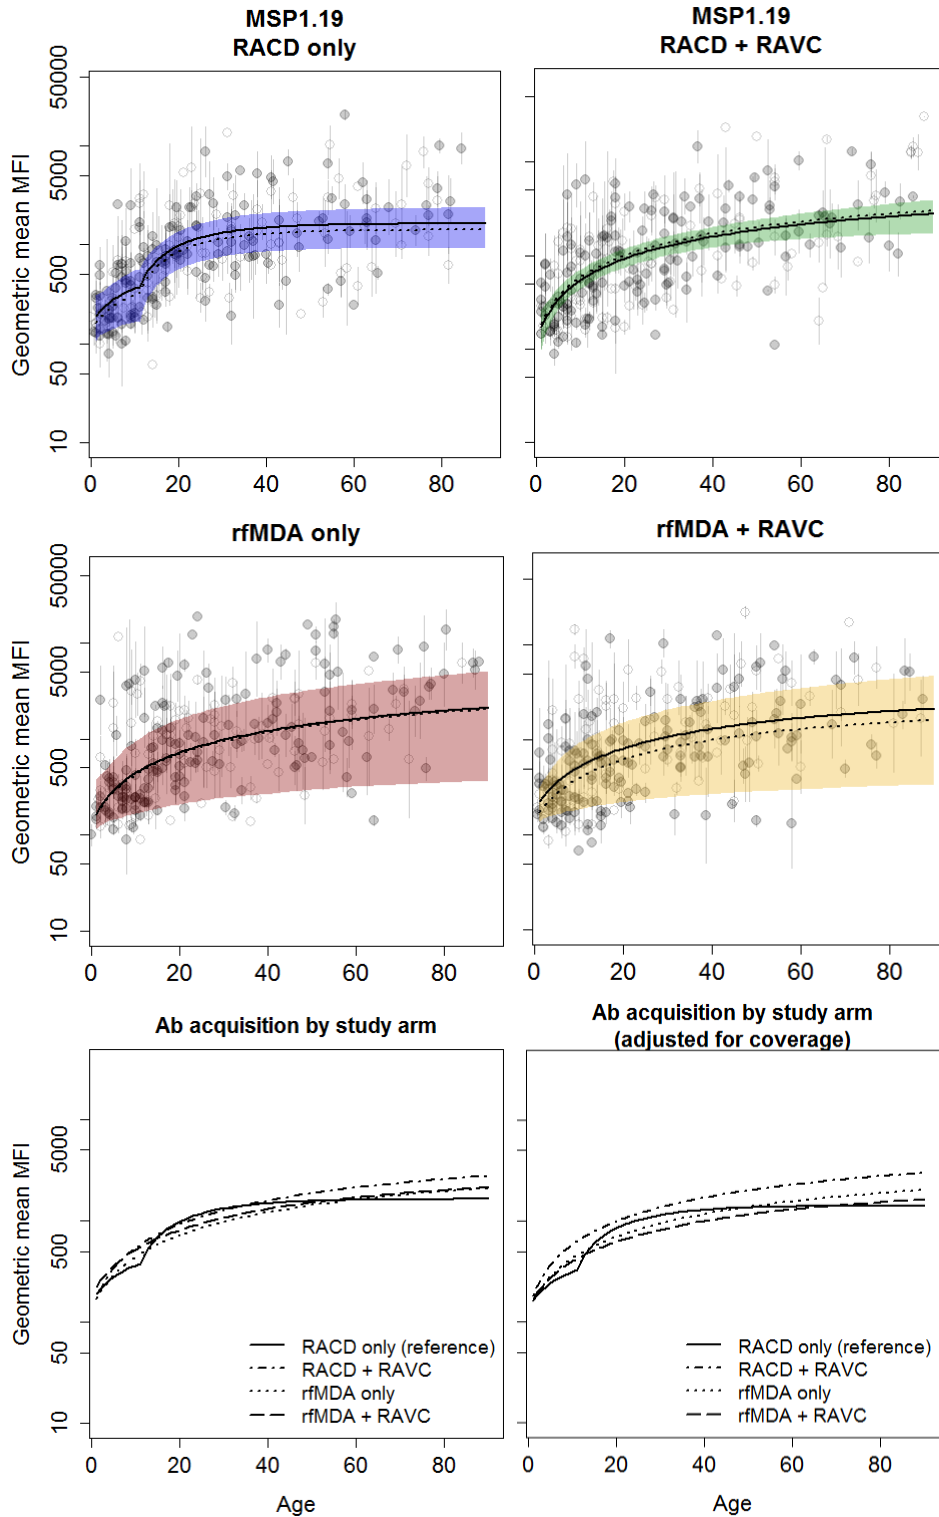 MSP1.19
RACD only
MSP1.19
RACD + RAVC
Geometric mean MFI
50000
5000
500
50
10
0 20 40 60 80
0 20 40 60 80
rfMDA only
rfMDA + RAVC
Geometric mean MFI
50000
5000
500
50
10
0 20 40 60 80
0 20 40 60 80
Ab acquisition by study arm
Ab acquisition by study arm
(adjusted for coverage)
Geometric mean MFI
5000
500
50
10
RACD only (reference)
RACD + RAVC
rfMDA only
rfMDA + RAVC
RACD only (reference)
RACD + RAVC
rfMDA only
rfMDA + RAVC
0 20 40 60 80
0 20 40 60 80
Age
Age